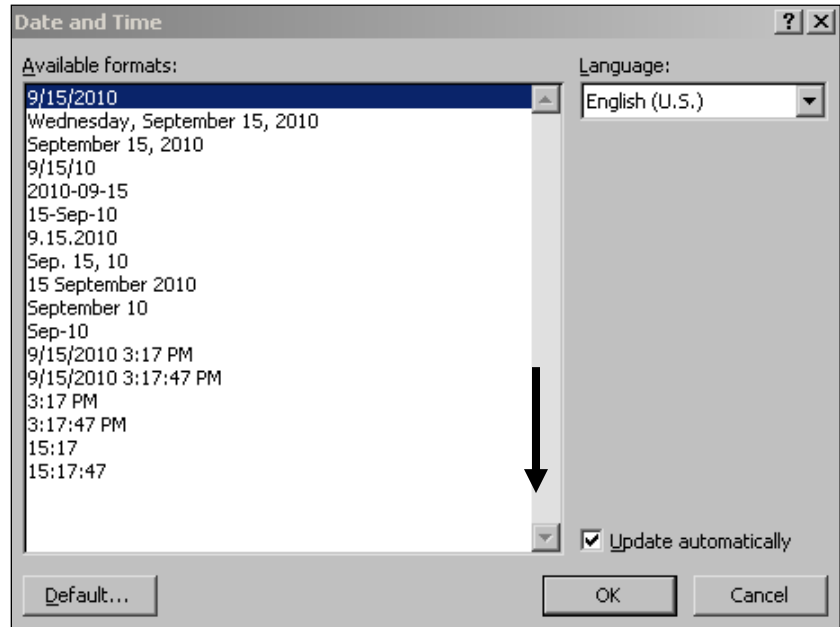 Date and Time
Available formats:
9/15/2010
Wednesday, September 15, 2010
September 15, 2010
9/15/10
2010-09-15
15-Sep-10
9.15.2010
Sep. 15, 10
15 September 2010
September 10
Sep-10
9/15/2010 3:17 PM
9/15/2010 3:17:47 PM
3:17 PM
3:17:47 PM
15:17
15:17:47
Language:
English (U.S.)
Update automatically
Default...
OK
Cancel